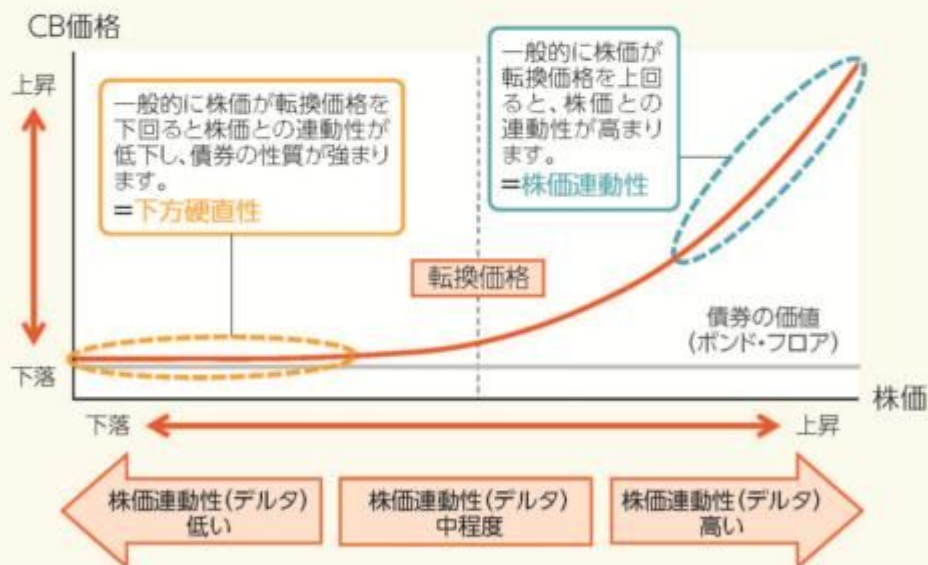 CB価格
上昇
下落
一般的に株価が転換価格を
下回ると株価との連動性が
低下し、債券の性質が強まり
ます。
=下方硬直性
一般的に株価が
転換価格を上回
ると、株価との
連動性が高まり
ます。
=株価連動性
転換価格
債券の価値
(ボンド・フロア)
株価
下落
上昇
株価連動性(デルタ)
低い
株価連動性(デルタ)
中程度
株価連動性(デルタ)
高い